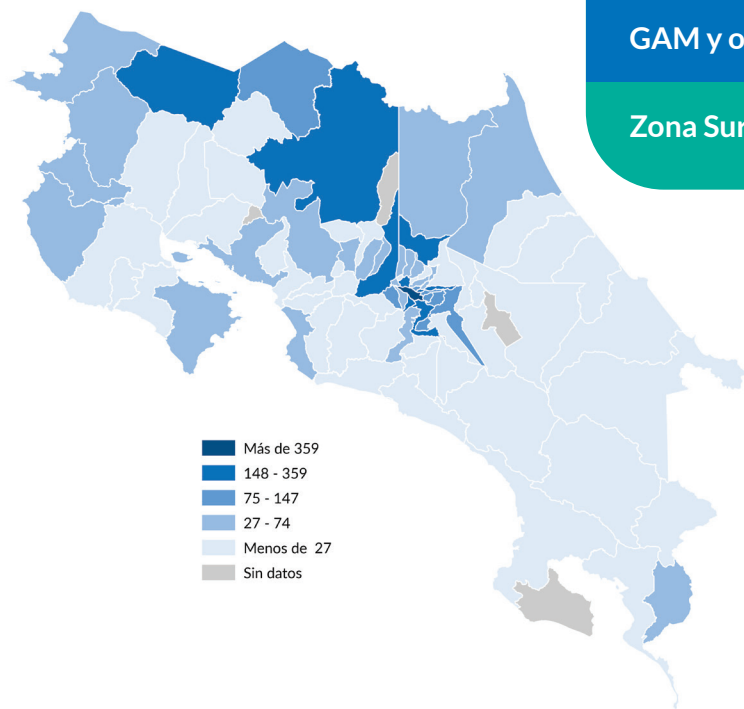 GAM y o
Zona Sur
Más de 359
148 - 359
75 - 147
27 - 74
Menos de 27
Sin datos